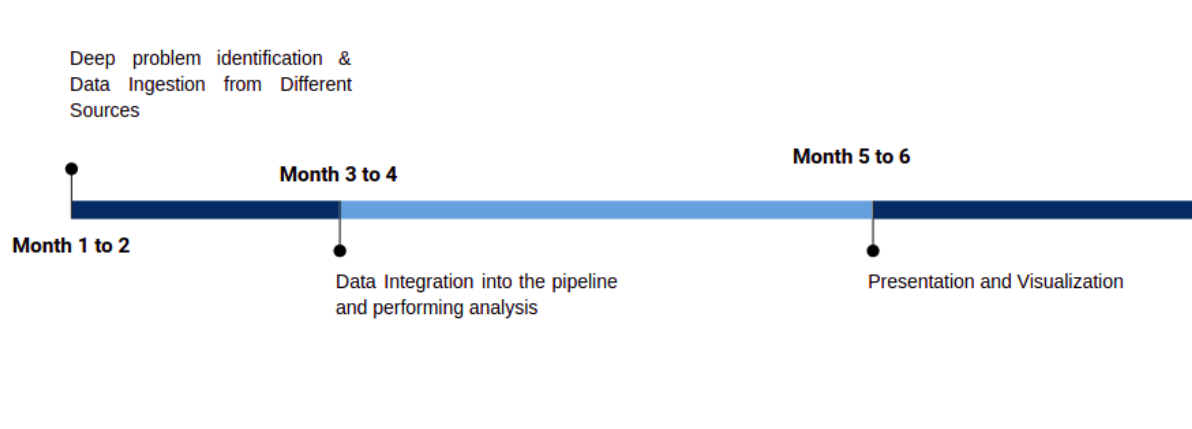 Deep problem identification &
Data Ingestion from Different
Sources
Month 1 to 2
Month 3 to 4
Data Integration into the pipeline
and performing analysis
Month 5 to 6
Presentation and Visualization